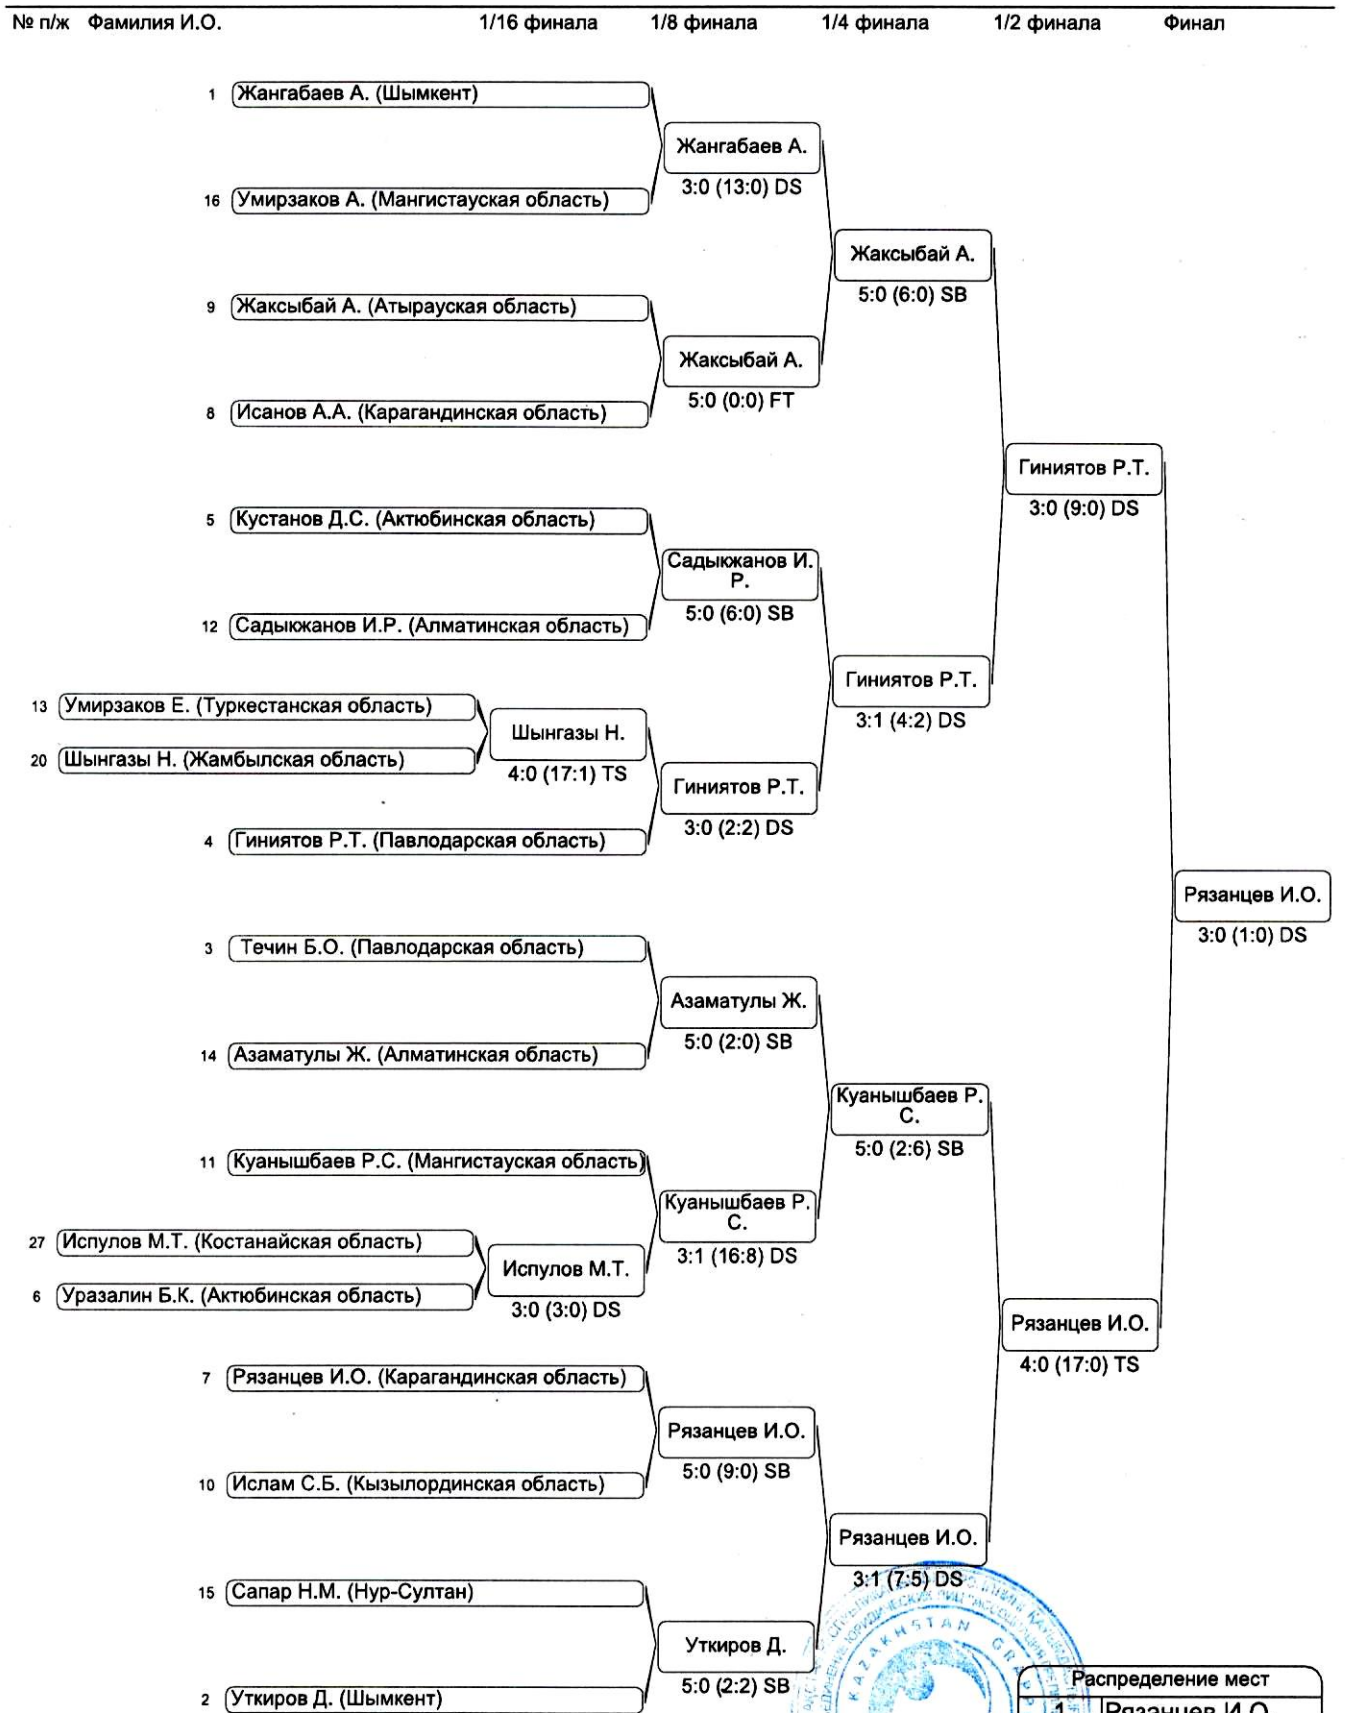 № п/ж Фамилия И.О. 1/16 финала 1/8 финала 1/4 финала 1/2 финала Финал
1 Жангабаев А. (Шымкент)
Жангабаев А.
3:0 (13:0) DS
16 Умирзаков А. (Мангистауская область)
Жаксыбай А.
5:0 (6:0) SB
9 Жаксыбай А. (Атырауская область)
Жаксыбай А.
5:0 (0:0) FT
8 Исанов А.А. (Карагандинская область)
Гиниятов Р.Т.
3:0 (9:0) DS
5 Кустанов Д.С. (Актюбинская область)
Садыкжанов И.
Р.
5:0 (6:0) SB
12 Садыкжанов И.Р. (Алматинская область)
Гиниятов Р.Т.
3:1 (4:2) DS
13 Умирзаков Е. (Туркестанская область)
Шынгазы Н.
4:0 (17:1) TS
20 Шынгазы Н. (Жамбылская область)
Гиниятов Р.Т.
3:0 (2:2) DS
4 Гиниятов Р.Т. (Павлодарская область)
Рязанцев И.О.
3:0 (1:0) DS
3 Течин Б.О. (Павлодарская область)
Азаматулы Ж.
5:0 (2:0) SB
14 Азаматулы Ж. (Алматинская область)
Куанышбаев Р.
С.
5:0 (2:6) SB
11 Куанышбаев Р.С. (Мангистауская область)
Куанышбаев Р.
С.
3:1 (16:8) DS
27 Испулов М.Т. (Костанайская область)
Испулов М.Т.
3:0 (3:0) DS
6 Уразалин Б.К. (Актюбинская область)
Рязанцев И.О.
4:0 (17:0) TS
7 Рязанцев И.О. (Карагандинская область)
Рязанцев И.О.
5:0 (9:0) SB
10 Ислам С.Б. (Кызылординская область)
Рязанцев И.О.
3:1 (7:5) DS
15 Сапар Н.М. (Нур-Султан)
Уткиров Д.
5:0 (2:2) SB
2 Уткиров Д. (Шымкент)
KAZAKHSTAN
Распределение мест
1 Рязанцев И.О.